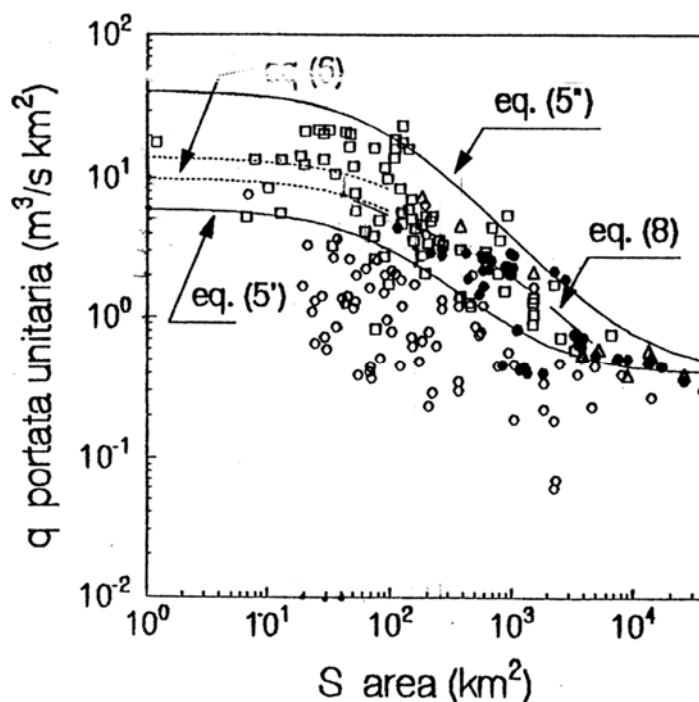 10²
eq. (6)
eq. (5")
10¹
eq. (8)
eq. (5')
10⁰
10⁻¹
10⁻²
q portata unitaria (m³/s km²)
10⁰ 10¹ 10² 10³ 10⁴
S area (km²)